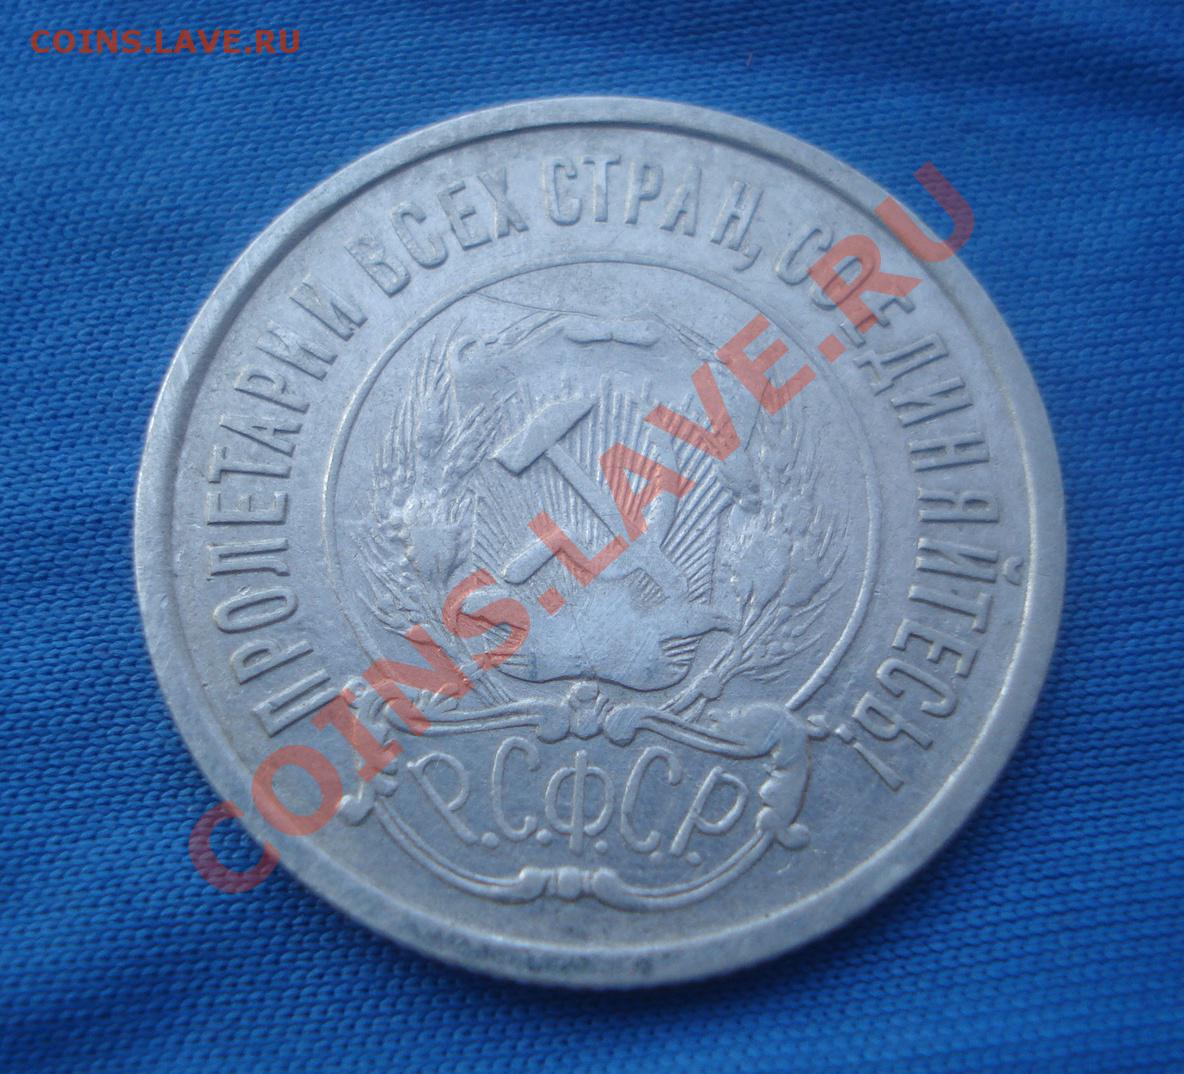 COINS.LAVE.RU
ПРОЛЕТАРИИ ВСЕХ СТРАН, СОЕДИНЯЙТЕСЬ!
Р.С.Ф.С.Р.
COINS.LAVE.RU